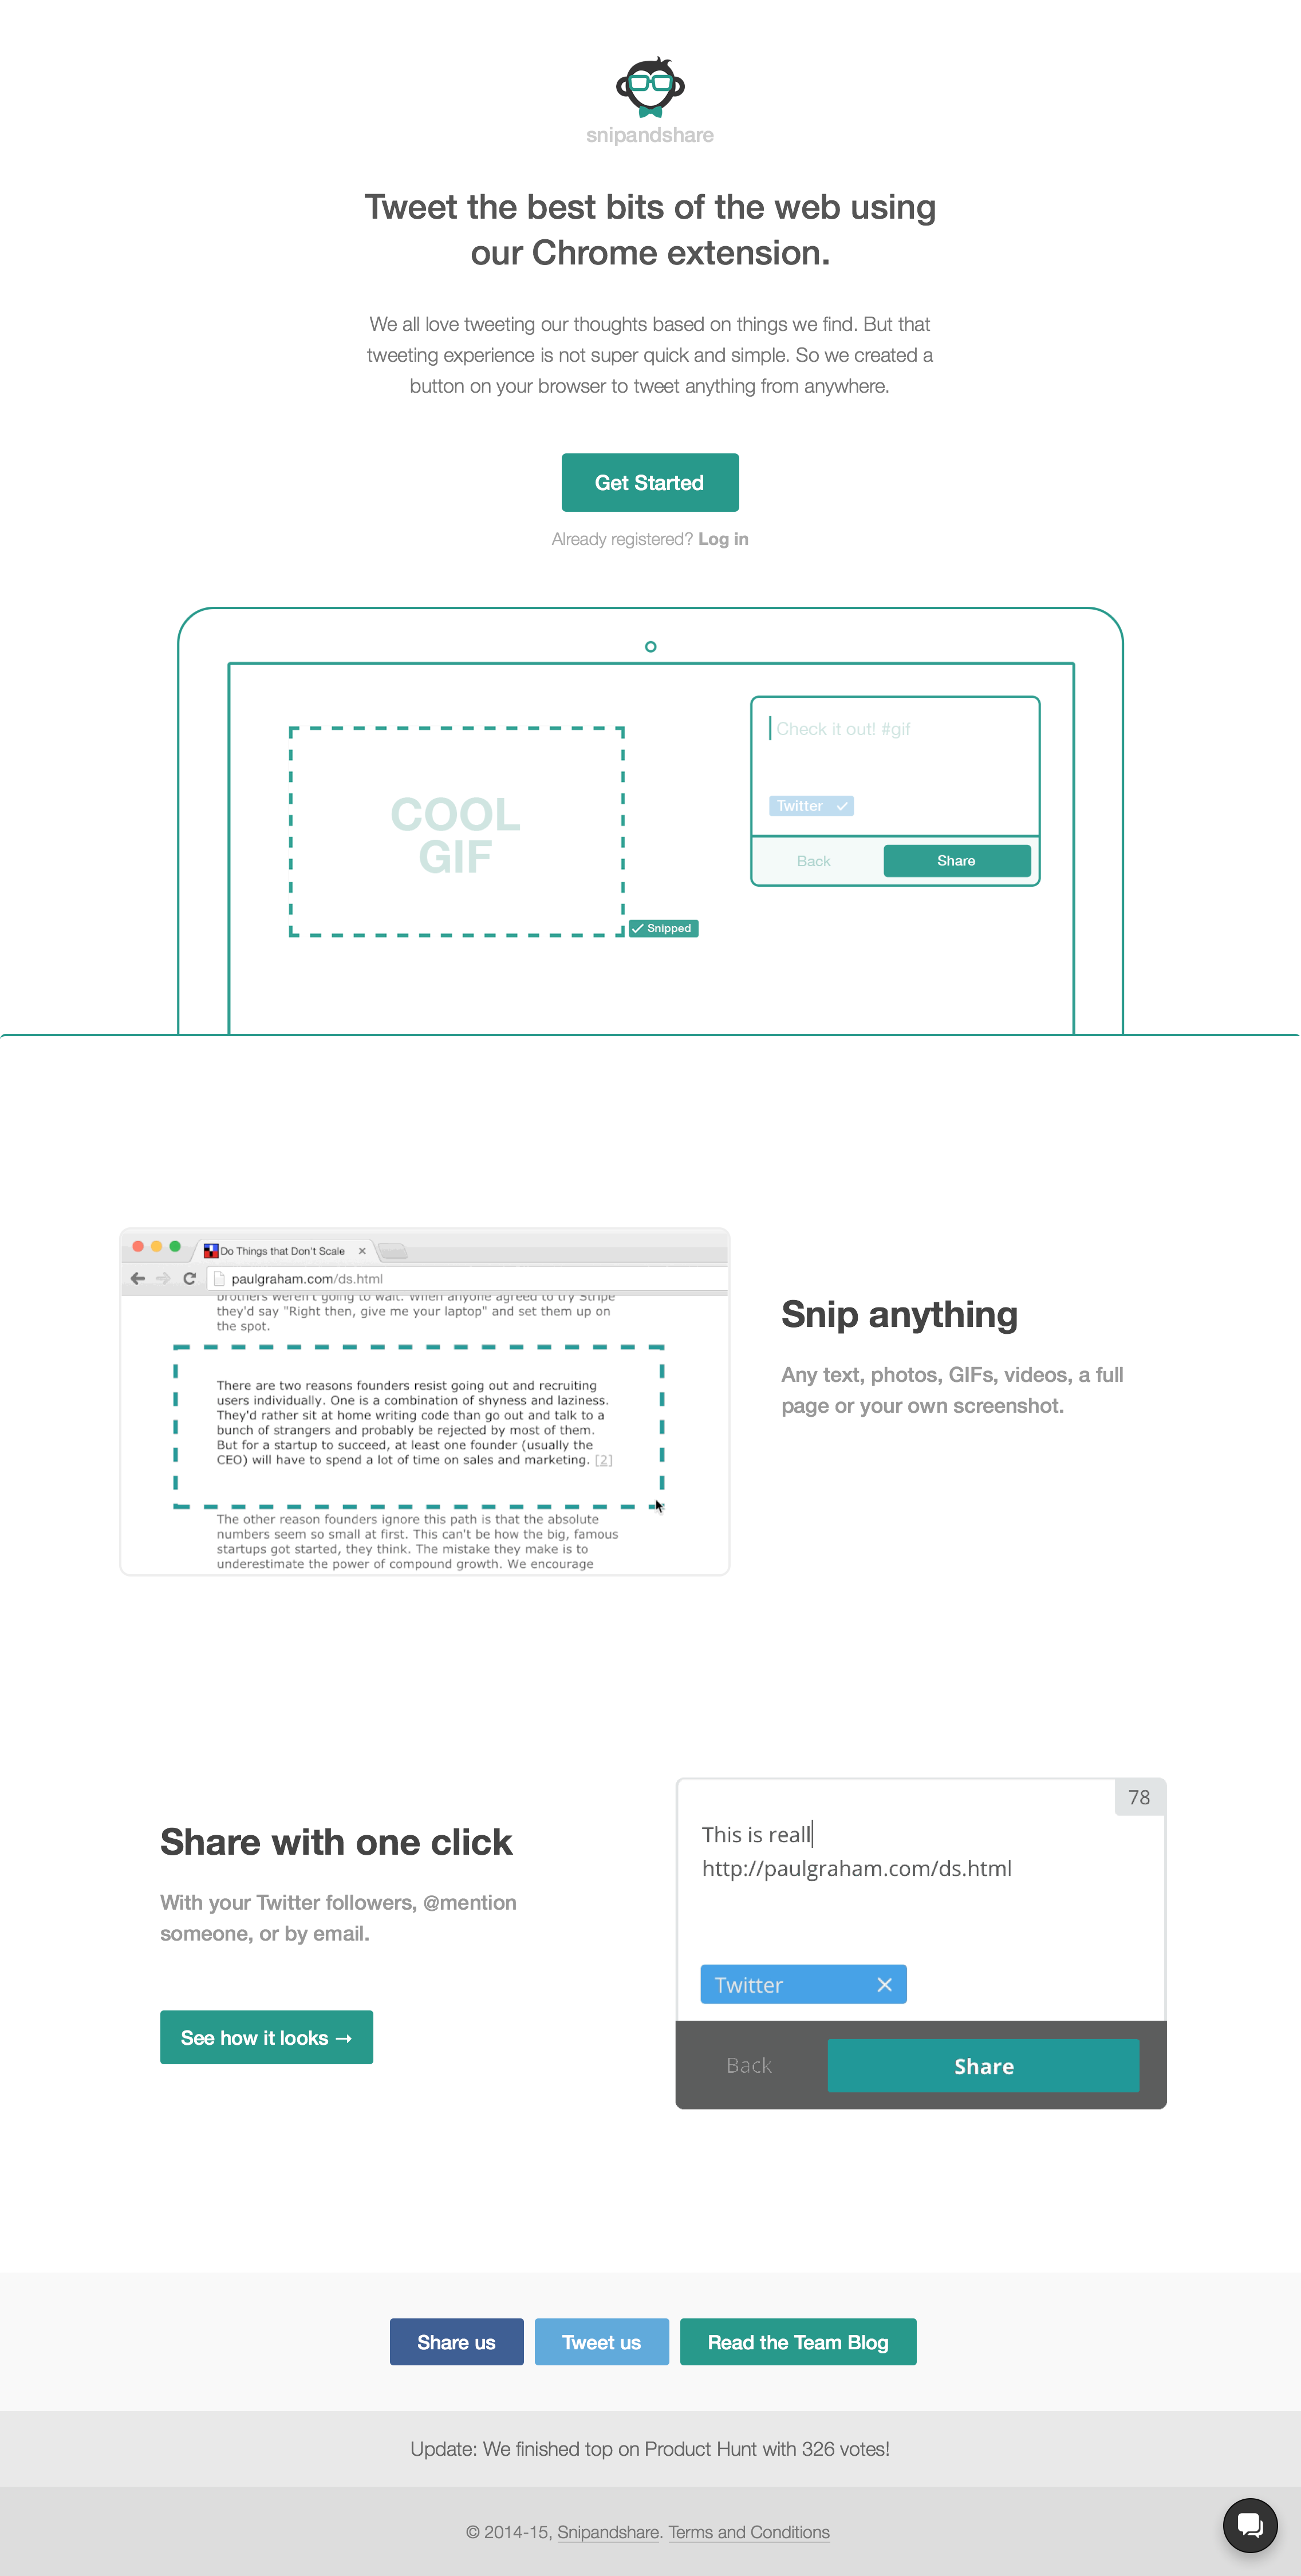 snipandshare
Tweet the best bits of the web using
our Chrome extension.
We all love tweeting our thoughts based on things we find. But that
tweeting experience is not super quick and simple. So we created a
button on your browser to tweet anything from anywhere.
Get Started
Already registered? Log in
Check it out! #gif
COOL
GIF
Twitter
Back
Share
Snipped
Do Things that Don't Scale
paulgraham.com/ds.html
brothers weren't going to wait. When anyone agreed to try Stripe
they'd say "Right then, give me your laptop" and set them up on
the spot.
There are two reasons founders resist going out and recruiting
users individually. One is a combination of shyness and laziness.
They'd rather sit at home writing code than go out and talk to a
bunch of strangers and probably be rejected by most of them.
But for a startup to succeed, at least one founder (usually the
CEO) will have to spend a lot of time on sales and marketing. [2]
The other reason founders ignore this path is that the absolute
numbers seem so small at first. This can't be how the big, famous
startups got started, they think. The mistake they make is to
underestimate the power of compound growth. We encourage
Snip anything
Any text, photos, GIFs, videos, a full
page or your own screenshot.
Share with one click
With your Twitter followers, @mention
someone, or by email.
See how it looks →
78
This is reall
http://paulgraham.com/ds.html
Twitter
Back
Share
Share us
Tweet us
Read the Team Blog
Update: We finished top on Product Hunt with 326 votes!
© 2014-15, Snipandshare. Terms and Conditions